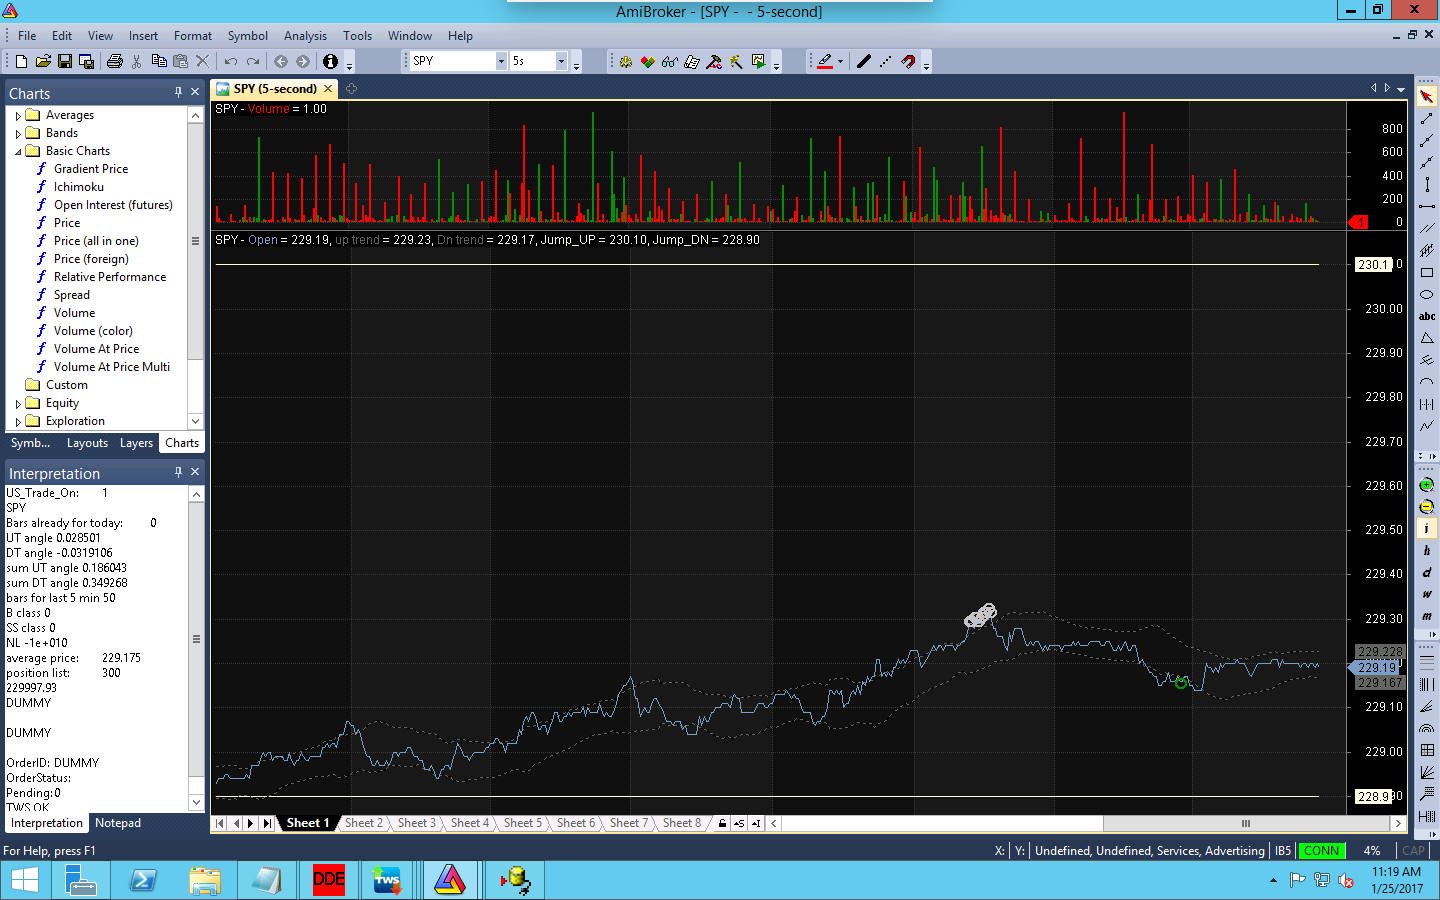 AmiBroker - [SPY -  - 5-second]
File Edit View Insert Format Symbol Analysis Tools Window Help
SPY 5s
Charts
SPY (5-second)
Averages
Bands
Basic Charts
Gradient Price
Ichimoku
Open Interest (futures)
Price
Price (all in one)
Price (foreign)
Relative Performance
Spread
Volume
Volume (color)
Volume At Price
Volume At Price Multi
Custom
Equity
Exploration
Symb... Layouts Layers Charts
Interpretation
US_Trade_On: 1
SPY
Bars already for today: 0
UT angle 0.028501
DT angle -0.0319106
sum UT angle 0.186043
sum DT angle 0.349268
bars for last 5 min 50
B class 0
SS class 0
NL -1e+010
average price: 229.175
position list: 300
229997.93
DUMMY
DUMMY
OrderID: DUMMY
OrderStatus:
Pending:0
TWS OK
Interpretation Notepad
SPY - Volume = 1.00
800
600
400
200
0
1
SPY - Open = 229.19, up trend = 229.23, Dn trend = 229.17, Jump_UP = 230.10, Jump_DN = 228.90
230.1
230.00
229.90
229.80
229.70
229.60
229.50
229.40
229.30
229.228
229.19
229.167
229.10
229.00
228.9
Sheet 1 Sheet 2 Sheet 3 Sheet 4 Sheet 5 Sheet 6 Sheet 7 Sheet 8
abc
i
h
d
w
m
For Help, press F1
X: Y: Undefined, Undefined, Services, Advertising IB5 CONN 4% CAP
DDE
TWS
11:19 AM
1/25/2017